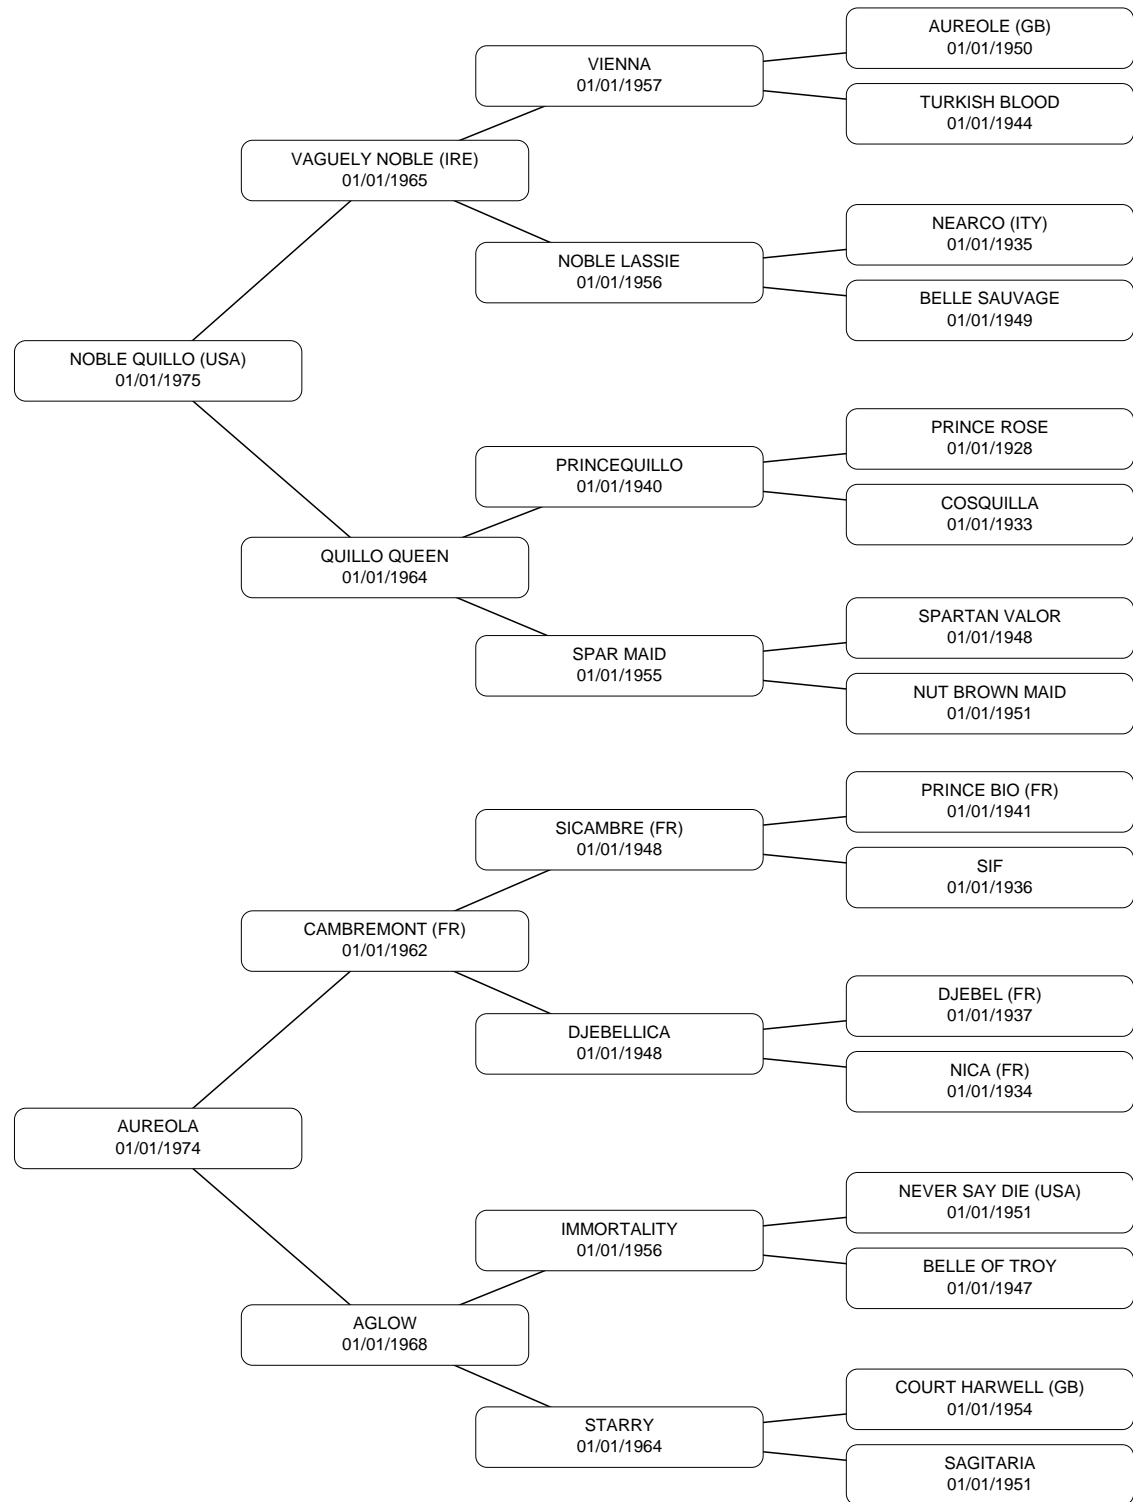 AUREOLE (GB)
01/01/1950
VIENNA
01/01/1957
TURKISH BLOOD
01/01/1944
VAGUELY NOBLE (IRE)
01/01/1965
NEARCO (ITY)
01/01/1935
NOBLE LASSIE
01/01/1956
BELLE SAUVAGE
01/01/1949
NOBLE QUILLO (USA)
01/01/1975
PRINCE ROSE
01/01/1928
PRINCEQUILLO
01/01/1940
COSQUILLA
01/01/1933
QUILLO QUEEN
01/01/1964
SPARTAN VALOR
01/01/1948
SPAR MAID
01/01/1955
NUT BROWN MAID
01/01/1951
PRINCE BIO (FR)
01/01/1941
SICAMBRE (FR)
01/01/1948
SIF
01/01/1936
CAMBREMONT (FR)
01/01/1962
DJEBEL (FR)
01/01/1937
DJEBELLICA
01/01/1948
NICA (FR)
01/01/1934
AUREOLA
01/01/1974
NEVER SAY DIE (USA)
01/01/1951
IMMORTALITY
01/01/1956
BELLE OF TROY
01/01/1947
AGLOW
01/01/1968
COURT HARWELL (GB)
01/01/1954
STARRY
01/01/1964
SAGITARIA
01/01/1951